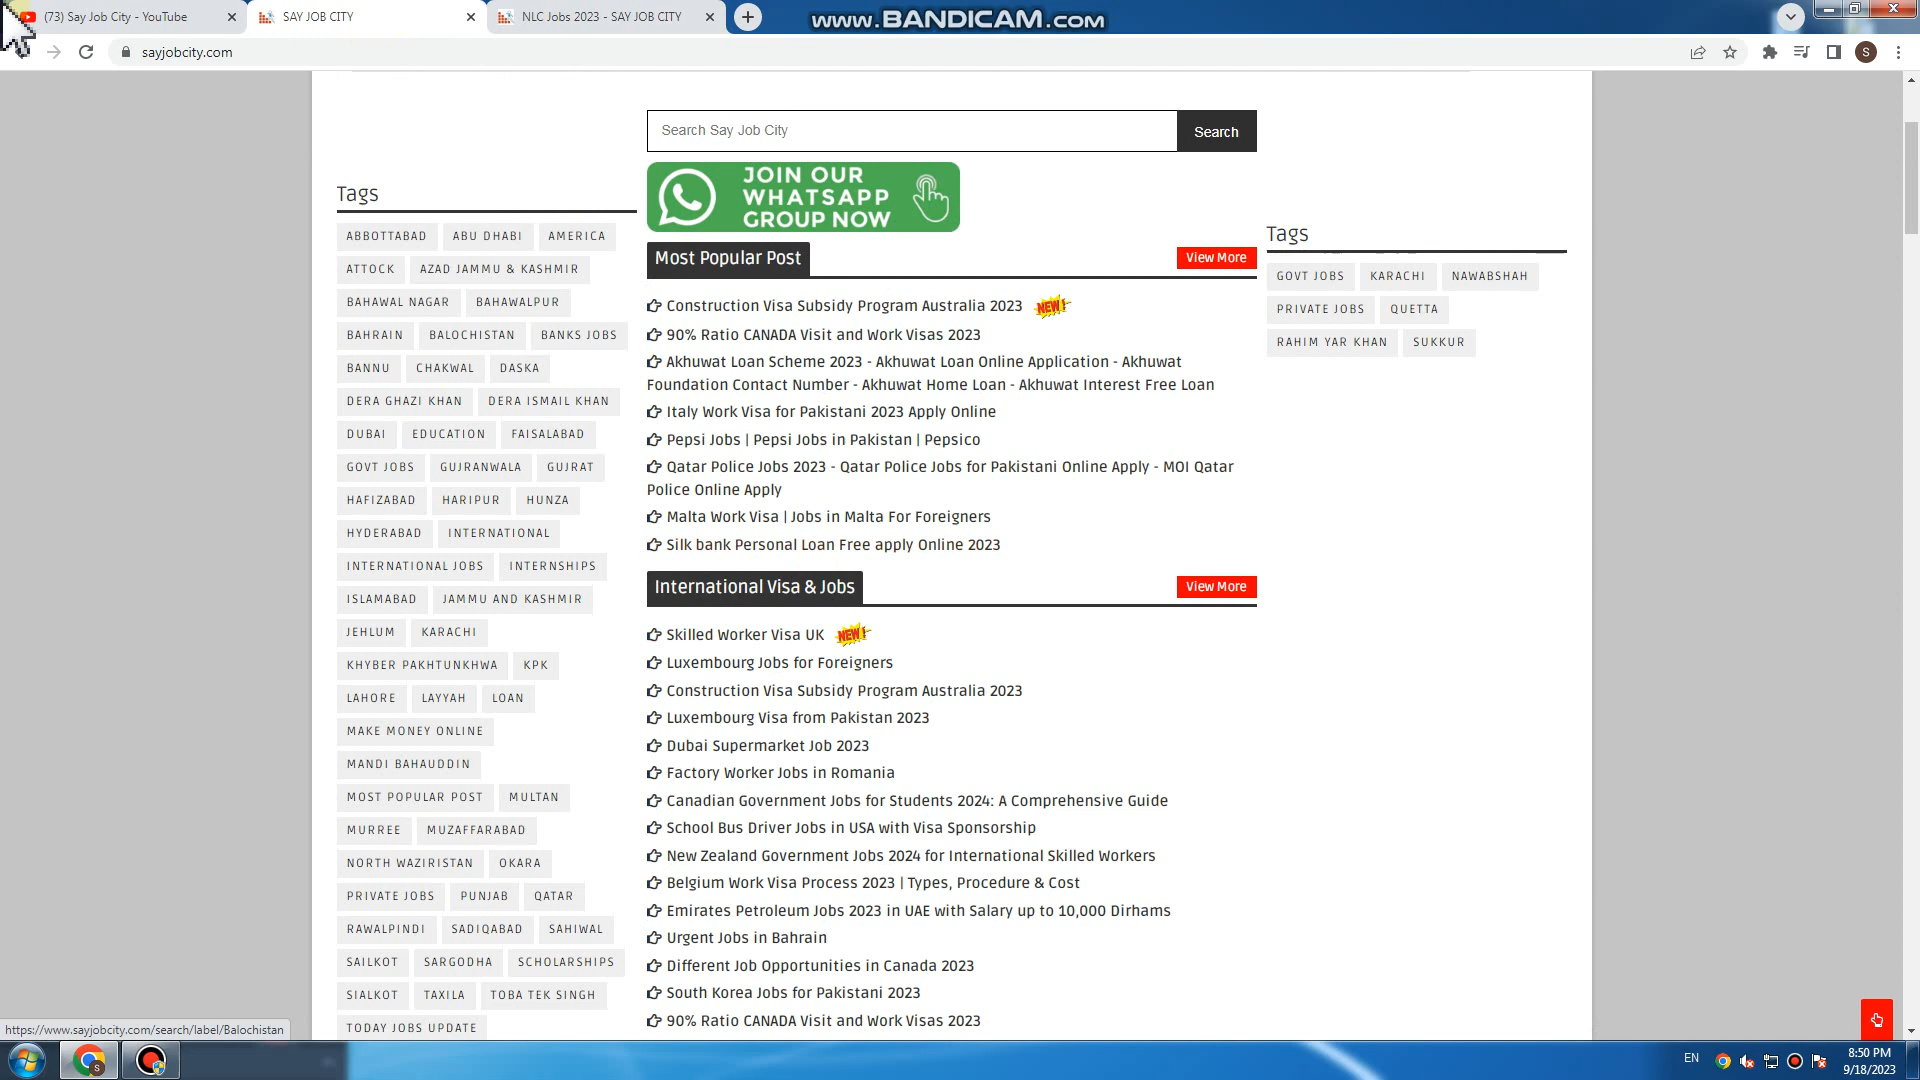 (73) Say Job City - YouTube
SAY JOB CITY
NLC Jobs 2023 - SAY JOB CITY
www.BANDICAM.com
sayjobcity.com
S
Search Say Job City
Search
JOIN OUR
WHATSAPP
GROUP NOW
Tags
ABBOTTABAD ABU DHABI AMERICA
ATTOCK AZAD JAMMU & KASHMIR
BAHAWAL NAGAR BAHAWALPUR
BAHRAIN BALOCHISTAN BANKS JOBS
BANNU CHAKWAL DASKA
DERA GHAZI KHAN DERA ISMAIL KHAN
DUBAI EDUCATION FAISALABAD
GOVT JOBS GUJRANWALA GUJRAT
HAFIZABAD HARIPUR HUNZA
HYDERABAD INTERNATIONAL
INTERNATIONAL JOBS INTERNSHIPS
ISLAMABAD JAMMU AND KASHMIR
JEHLUM KARACHI
KHYBER PAKHTUNKHWA KPK
LAHORE LAYYAH LOAN
MAKE MONEY ONLINE
MANDI BAHAUDDIN
MOST POPULAR POST MULTAN
MURREE MUZAFFARABAD
NORTH WAZIRISTAN OKARA
PRIVATE JOBS PUNJAB QATAR
RAWALPINDI SADIQABAD SAHIWAL
SAILKOT SARGODHA SCHOLARSHIPS
SIALKOT TAXILA TOBA TEK SINGH
TODAY JOBS UPDATE
Most Popular Post View More
Construction Visa Subsidy Program Australia 2023 NEW!
90% Ratio CANADA Visit and Work Visas 2023
Akhuwat Loan Scheme 2023 - Akhuwat Loan Online Application - Akhuwat
Foundation Contact Number - Akhuwat Home Loan - Akhuwat Interest Free Loan
Italy Work Visa for Pakistani 2023 Apply Online
Pepsi Jobs | Pepsi Jobs in Pakistan | Pepsico
Qatar Police Jobs 2023 - Qatar Police Jobs for Pakistani Online Apply - MOI Qatar
Police Online Apply
Malta Work Visa | Jobs in Malta For Foreigners
Silk bank Personal Loan Free apply Online 2023
International Visa & Jobs View More
Skilled Worker Visa UK NEW!
Luxembourg Jobs for Foreigners
Construction Visa Subsidy Program Australia 2023
Luxembourg Visa from Pakistan 2023
Dubai Supermarket Job 2023
Factory Worker Jobs in Romania
Canadian Government Jobs for Students 2024: A Comprehensive Guide
School Bus Driver Jobs in USA with Visa Sponsorship
New Zealand Government Jobs 2024 for International Skilled Workers
Belgium Work Visa Process 2023 | Types, Procedure & Cost
Emirates Petroleum Jobs 2023 in UAE with Salary up to 10,000 Dirhams
Urgent Jobs in Bahrain
Different Job Opportunities in Canada 2023
South Korea Jobs for Pakistani 2023
90% Ratio CANADA Visit and Work Visas 2023
Tags
GOVT JOBS KARACHI NAWABSHAH
PRIVATE JOBS QUETTA
RAHIM YAR KHAN SUKKUR
https://www.sayjobcity.com/search/label/Balochistan
S
EN
8:50 PM
9/18/2023